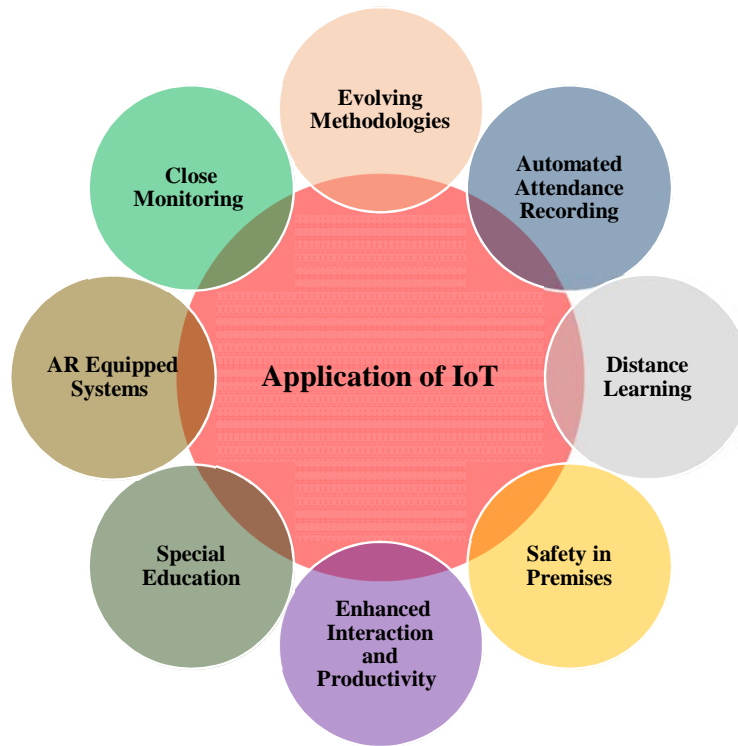 Evolving
Methodologies
Automated
Attendance
Recording
Close
Monitoring
AR Equipped
Systems
Application of IoT
Distance
Learning
Special
Education
Safety in
Premises
Enhanced
Interaction
and
Productivity